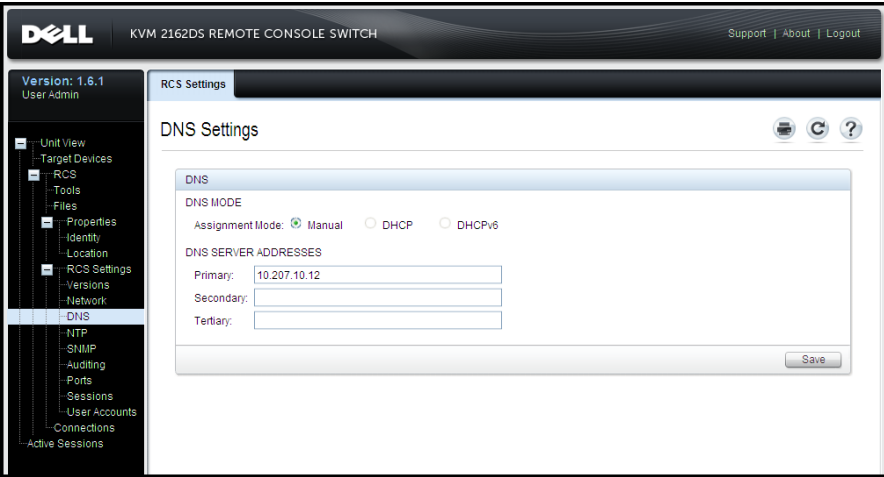 DELL
KVM 2162DS REMOTE CONSOLE SWITCH
Support | About | Logout
Version: 1.6.1
User Admin
Unit View
Target Devices
RCS
Tools
Files
Properties
Identity
Location
RCS Settings
Versions
Network
DNS
NTP
SNMP
Auditing
Ports
Sessions
User Accounts
Connections
Active Sessions
RCS Settings
DNS Settings
?
DNS
DNS MODE
Assignment Mode: Manual DHCP DHCPv6
DNS SERVER ADDRESSES
Primary: 10.207.10.12
Secondary:
Tertiary:
Save